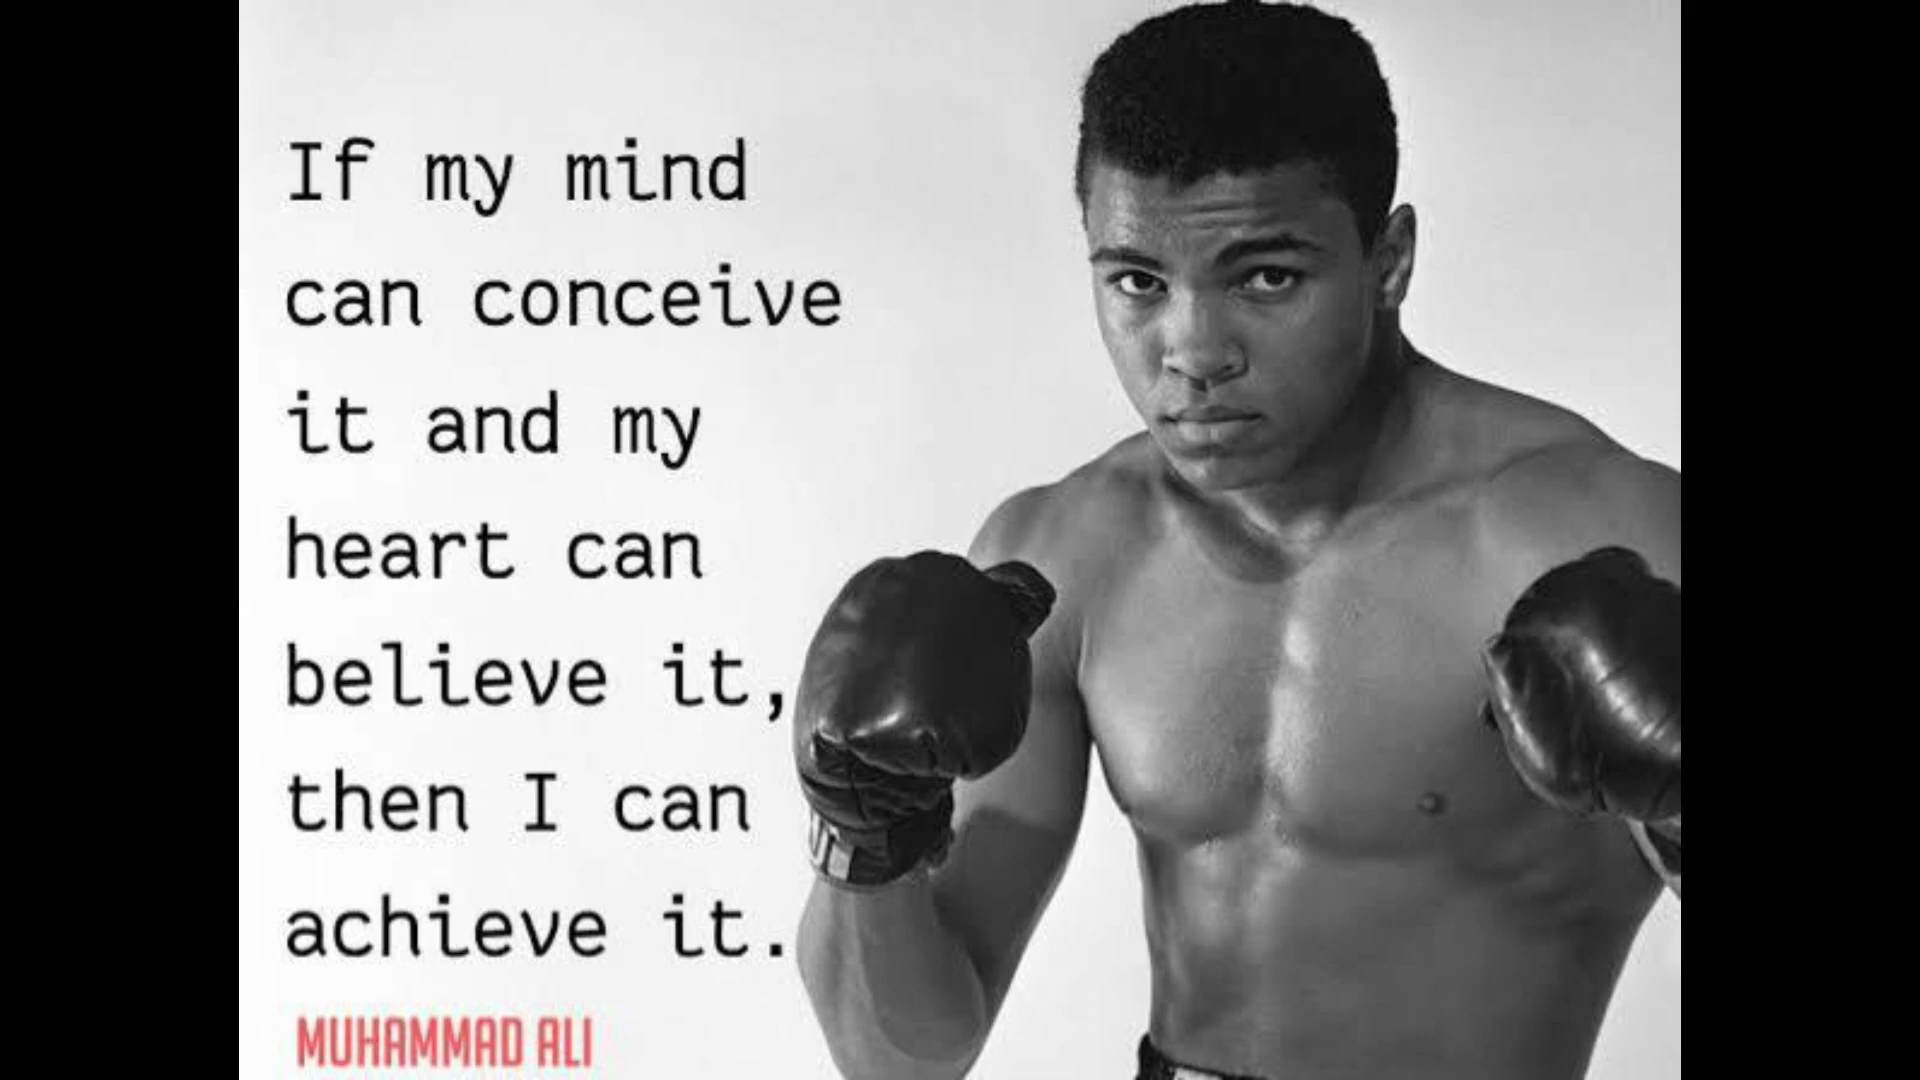 If my mind
can conceive
it and my
heart can
believe it,
then I can
achieve it.
MUHAMMAD ALI